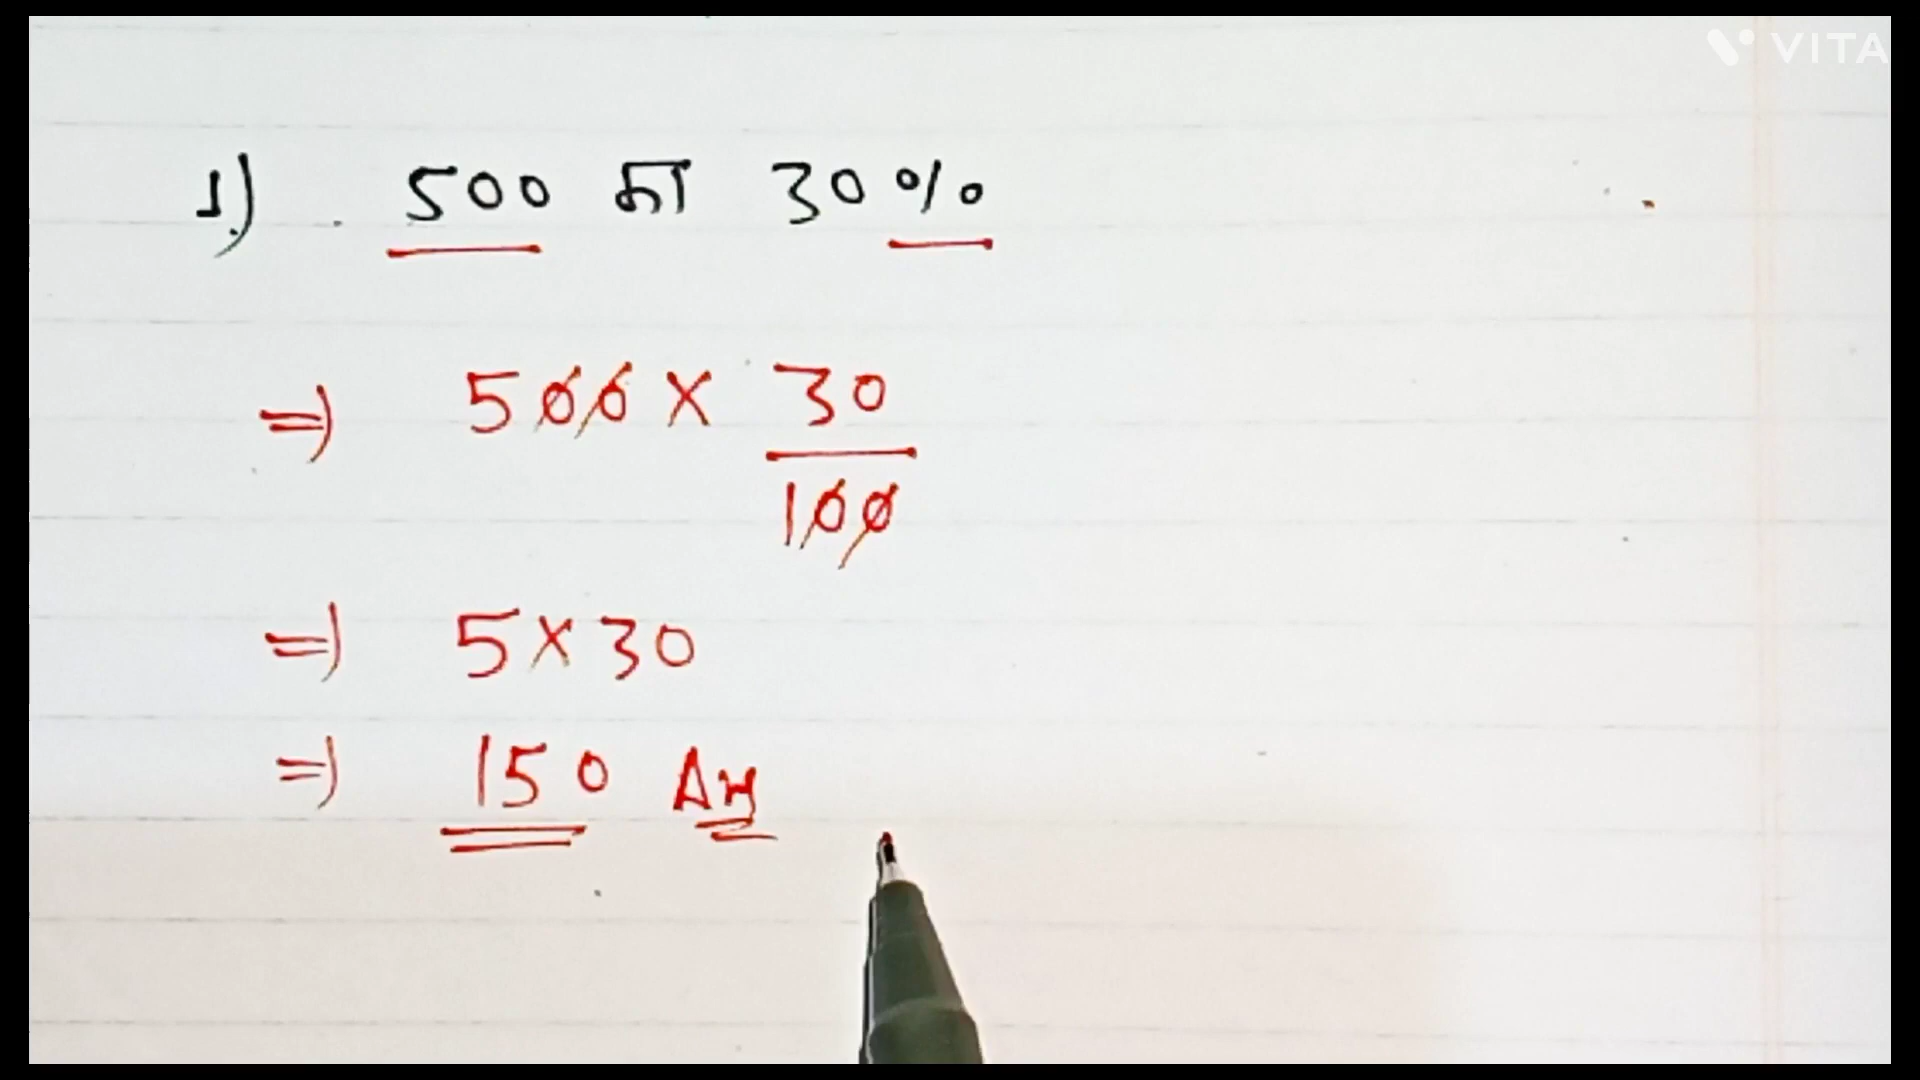 VITA
1.) 500 का 30%
=) 500 X 30/100
=) 5 X 30
=) 150 Ans